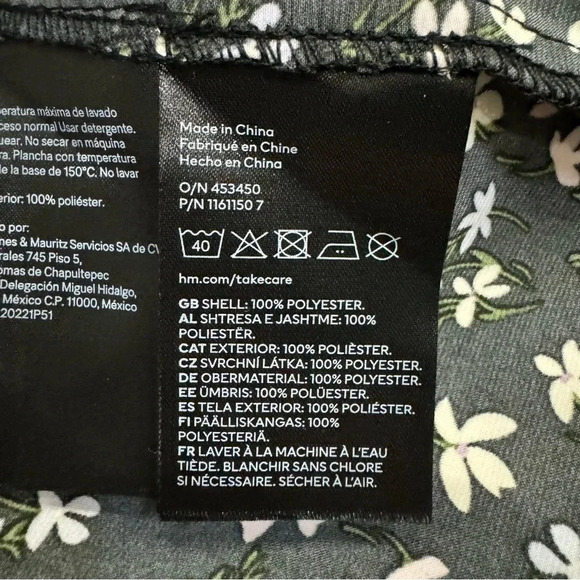 eratura máxima de lavado
ceso normal Usar detergente.
uear. No secar en máquina
ra. Plancha con temperatura
de la base de 150°C. No lavar
erior: 100% poliéster.
o por:
nes & Mauritz Servicios SA de CV
rales 745 Piso 5,
omas de Chapultepec
Delegación Miguel Hidalgo,
México C.P. 11000, México
20221P51
Made in China
Fabriqué en Chine
Hecho en China
O/N 453450
P/N 1161150 7
40
hm.com/takecare
GB SHELL: 100% POLYESTER.
AL SHTRESA E JASHTME: 100%
POLIESTËR.
CAT EXTERIOR: 100% POLIÈSTER.
CZ SVRCHNÍ LÁTKA: 100% POLYESTER.
DE OBERMATERIAL: 100% POLYESTER.
EE ÜMBRIS: 100% POLÜESTER.
ES TELA EXTERIOR: 100% POLIÉSTER.
FI PÄÄLLISKANGAS: 100%
POLYESTERIÄ.
FR LAVER À LA MACHINE À L'EAU
TIÈDE. BLANCHIR SANS CHLORE
SI NÉCESSAIRE. SÉCHER À L'AIR.